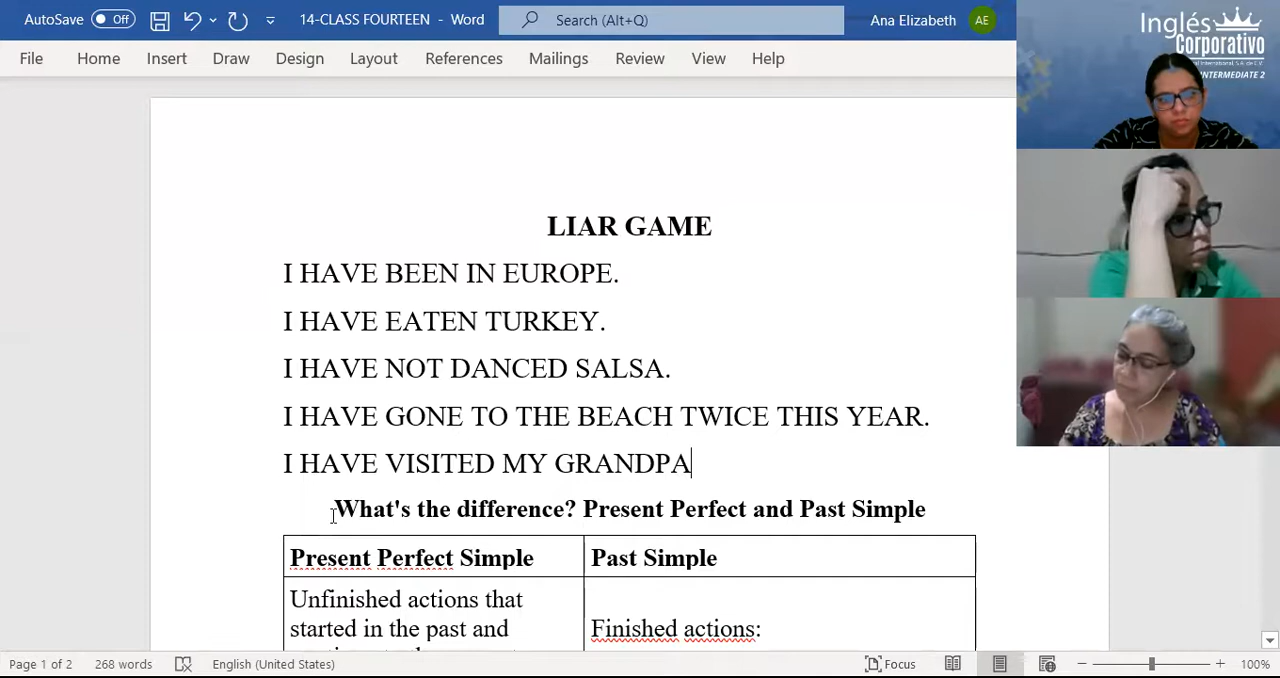 AutoSave Off 14-CLASS FOURTEEN - Word Search (Alt+Q) Ana Elizabeth AE
File Home Insert Draw Design Layout References Mailings Review View Help
Inglés
Corporativo
INTERMEDIATE 2
LIAR GAME
I HAVE BEEN IN EUROPE.
I HAVE EATEN TURKEY.
I HAVE NOT DANCED SALSA.
I HAVE GONE TO THE BEACH TWICE THIS YEAR.
I HAVE VISITED MY GRANDPA
What's the difference? Present Perfect and Past Simple
Present Perfect Simple Past Simple
Unfinished actions that
started in the past and
Finished actions:
Page 1 of 2 268 words English (United States) Focus 100%